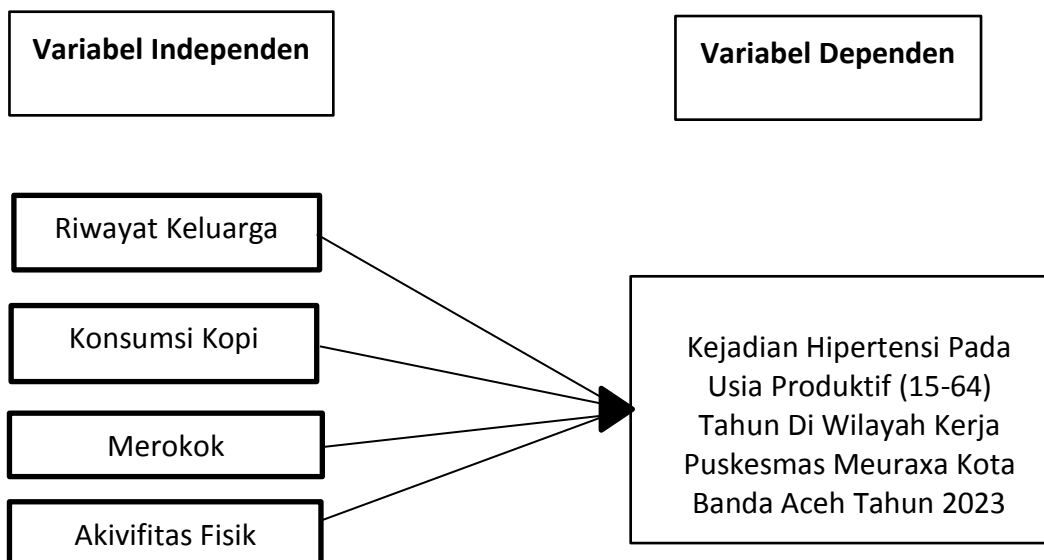 Variabel Independen
Variabel Dependen
Riwayat Keluarga
Konsumsi Kopi
Merokok
Akivifitas Fisik
Kejadian Hipertensi Pada
Usia Produktif (15-64)
Tahun Di Wilayah Kerja
Puskesmas Meuraxa Kota
Banda Aceh Tahun 2023